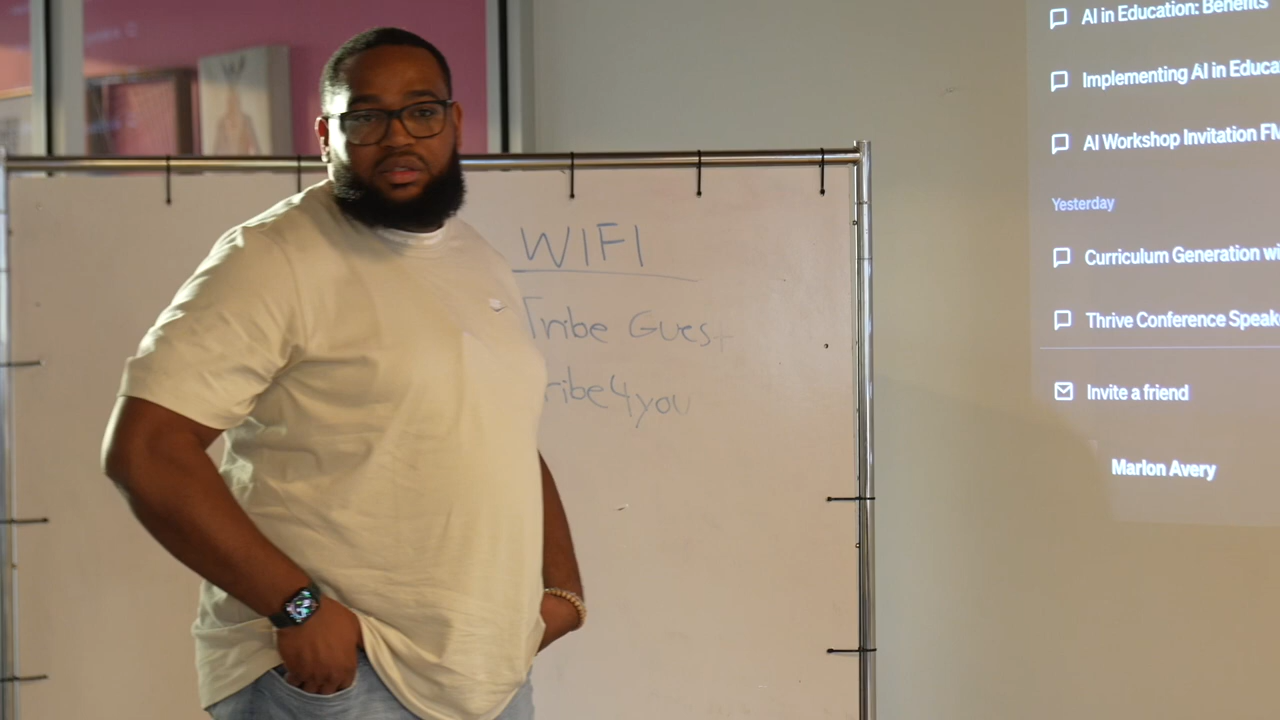 WIFI
Tribe Guest
ribe4you
AI in Education: Benefits
Implementing AI in Educa
AI Workshop Invitation FM
Yesterday
Curriculum Generation wi
Thrive Conference Speak
Invite a friend
Marlon Avery